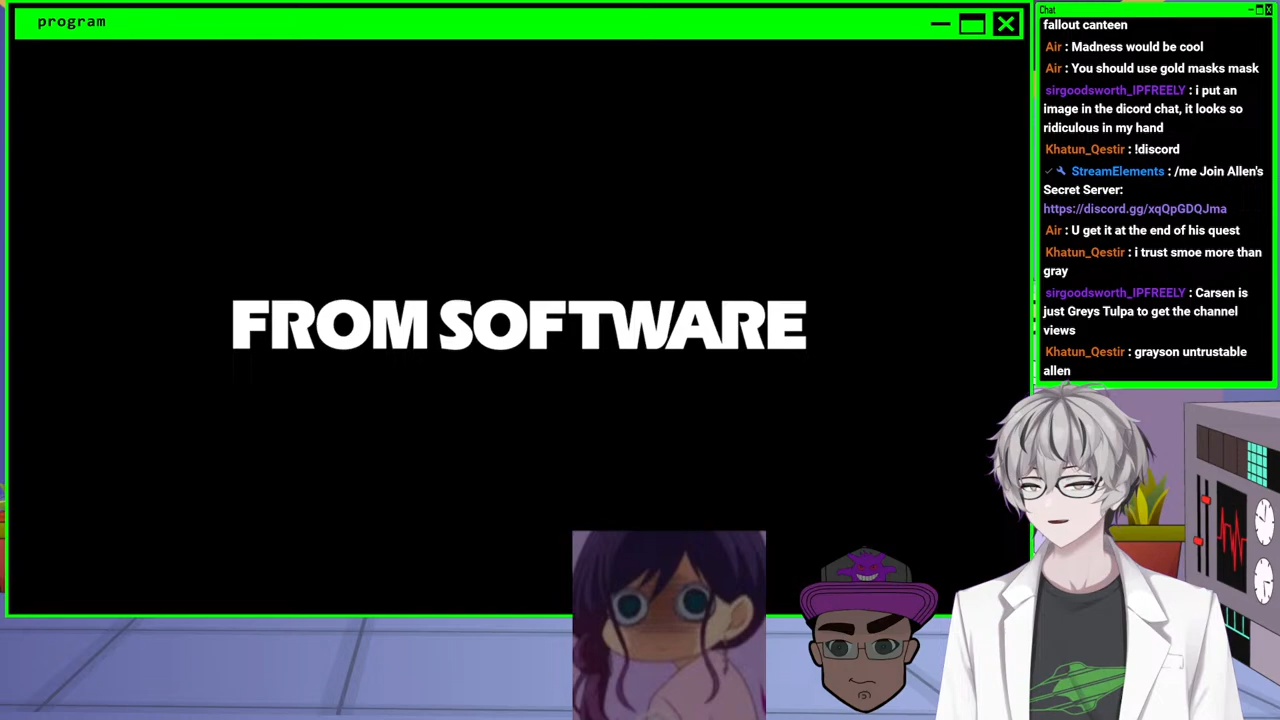 program
FROM SOFTWARE
Chat
fallout canteen
Air : Madness would be cool
Air : You should use gold masks mask
sirgoodsworth_IPFREELY : i put an
image in the dicord chat, it looks so
ridiculous in my hand
Khatun_Qestir : !discord
StreamElements : /me Join Allen's
Secret Server:
https://discord.gg/xqQpGDQJma
Air : U get it at the end of his quest
Khatun_Qestir : i trust smoe more than
gray
sirgoodsworth_IPFREELY : Carsen is
just Greys Tulpa to get the channel
views
Khatun_Qestir : grayson untrustable
allen